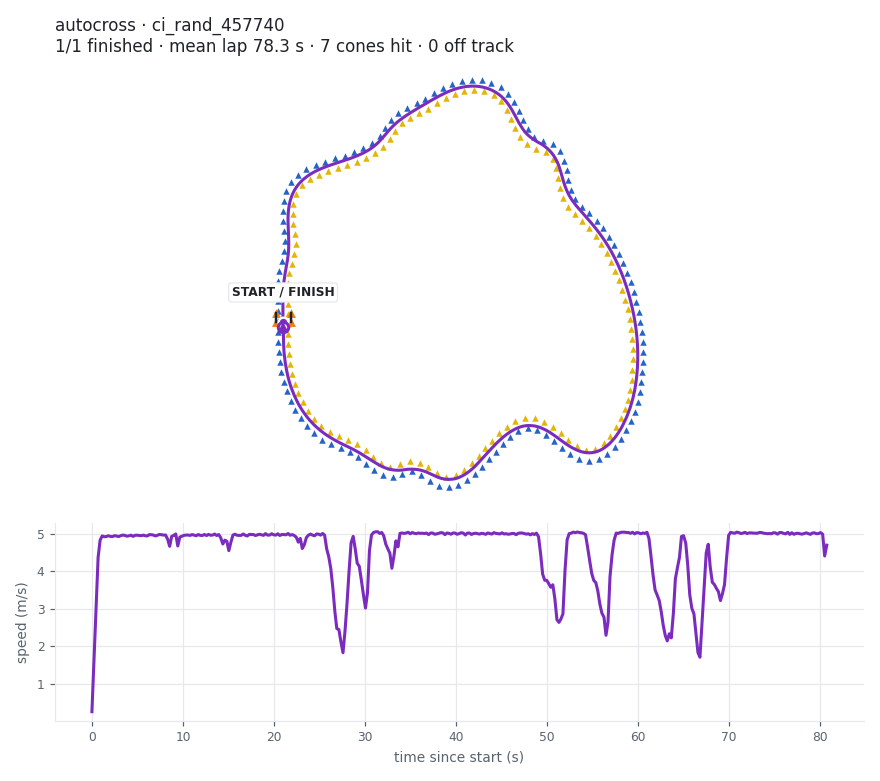 autocross · ci_rand_457740
1/1 finished · mean lap 78.3 s · 7 cones hit · 0 off track
START / FINISH
5
4
3
2
1
speed (m/s)
0 10 20 30 40 50 60 70 80
time since start (s)